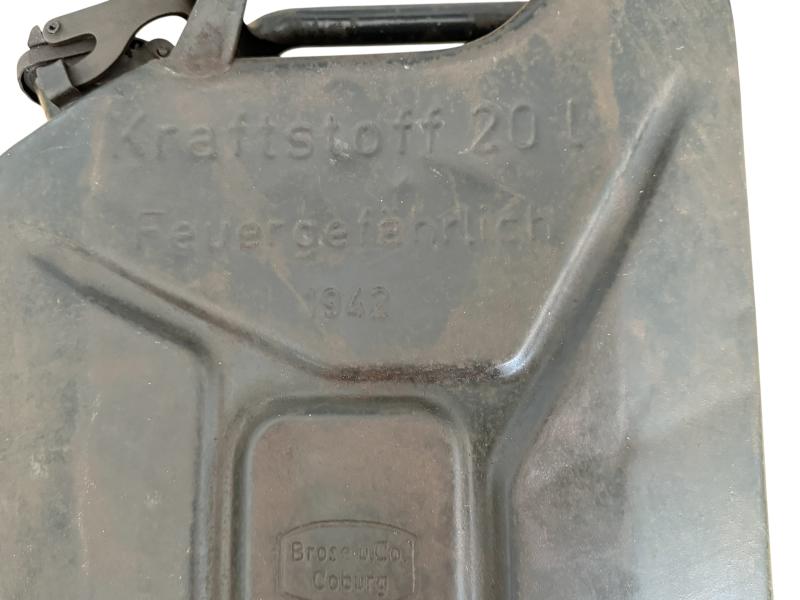 Kraftstoff 20 l
Feuergefährlich
1942
Brose u. Co.
Coburg